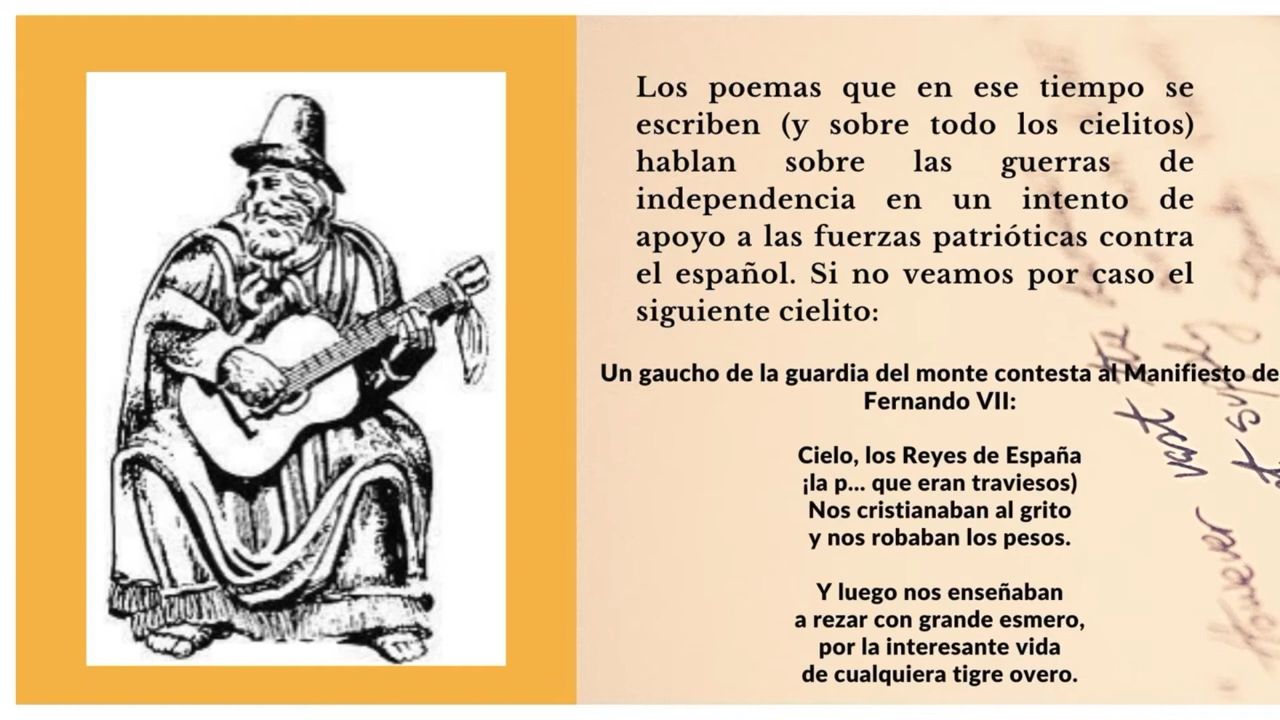 Los poemas que en ese tiempo se
escriben (y sobre todo los cielitos)
hablan sobre las guerras de
independencia en un intento de
apoyo a las fuerzas patrióticas contra
el español. Si no veamos por caso el
siguiente cielito:
Un gaucho de la guardia del monte contesta al Manifiesto de
Fernando VII:
Cielo, los Reyes de España
¡la p... que eran traviesos)
Nos cristianaban al grito
y nos robaban los pesos.
Y luego nos enseñaban
a rezar con grande esmero,
por la interesante vida
de cualquiera tigre overo.